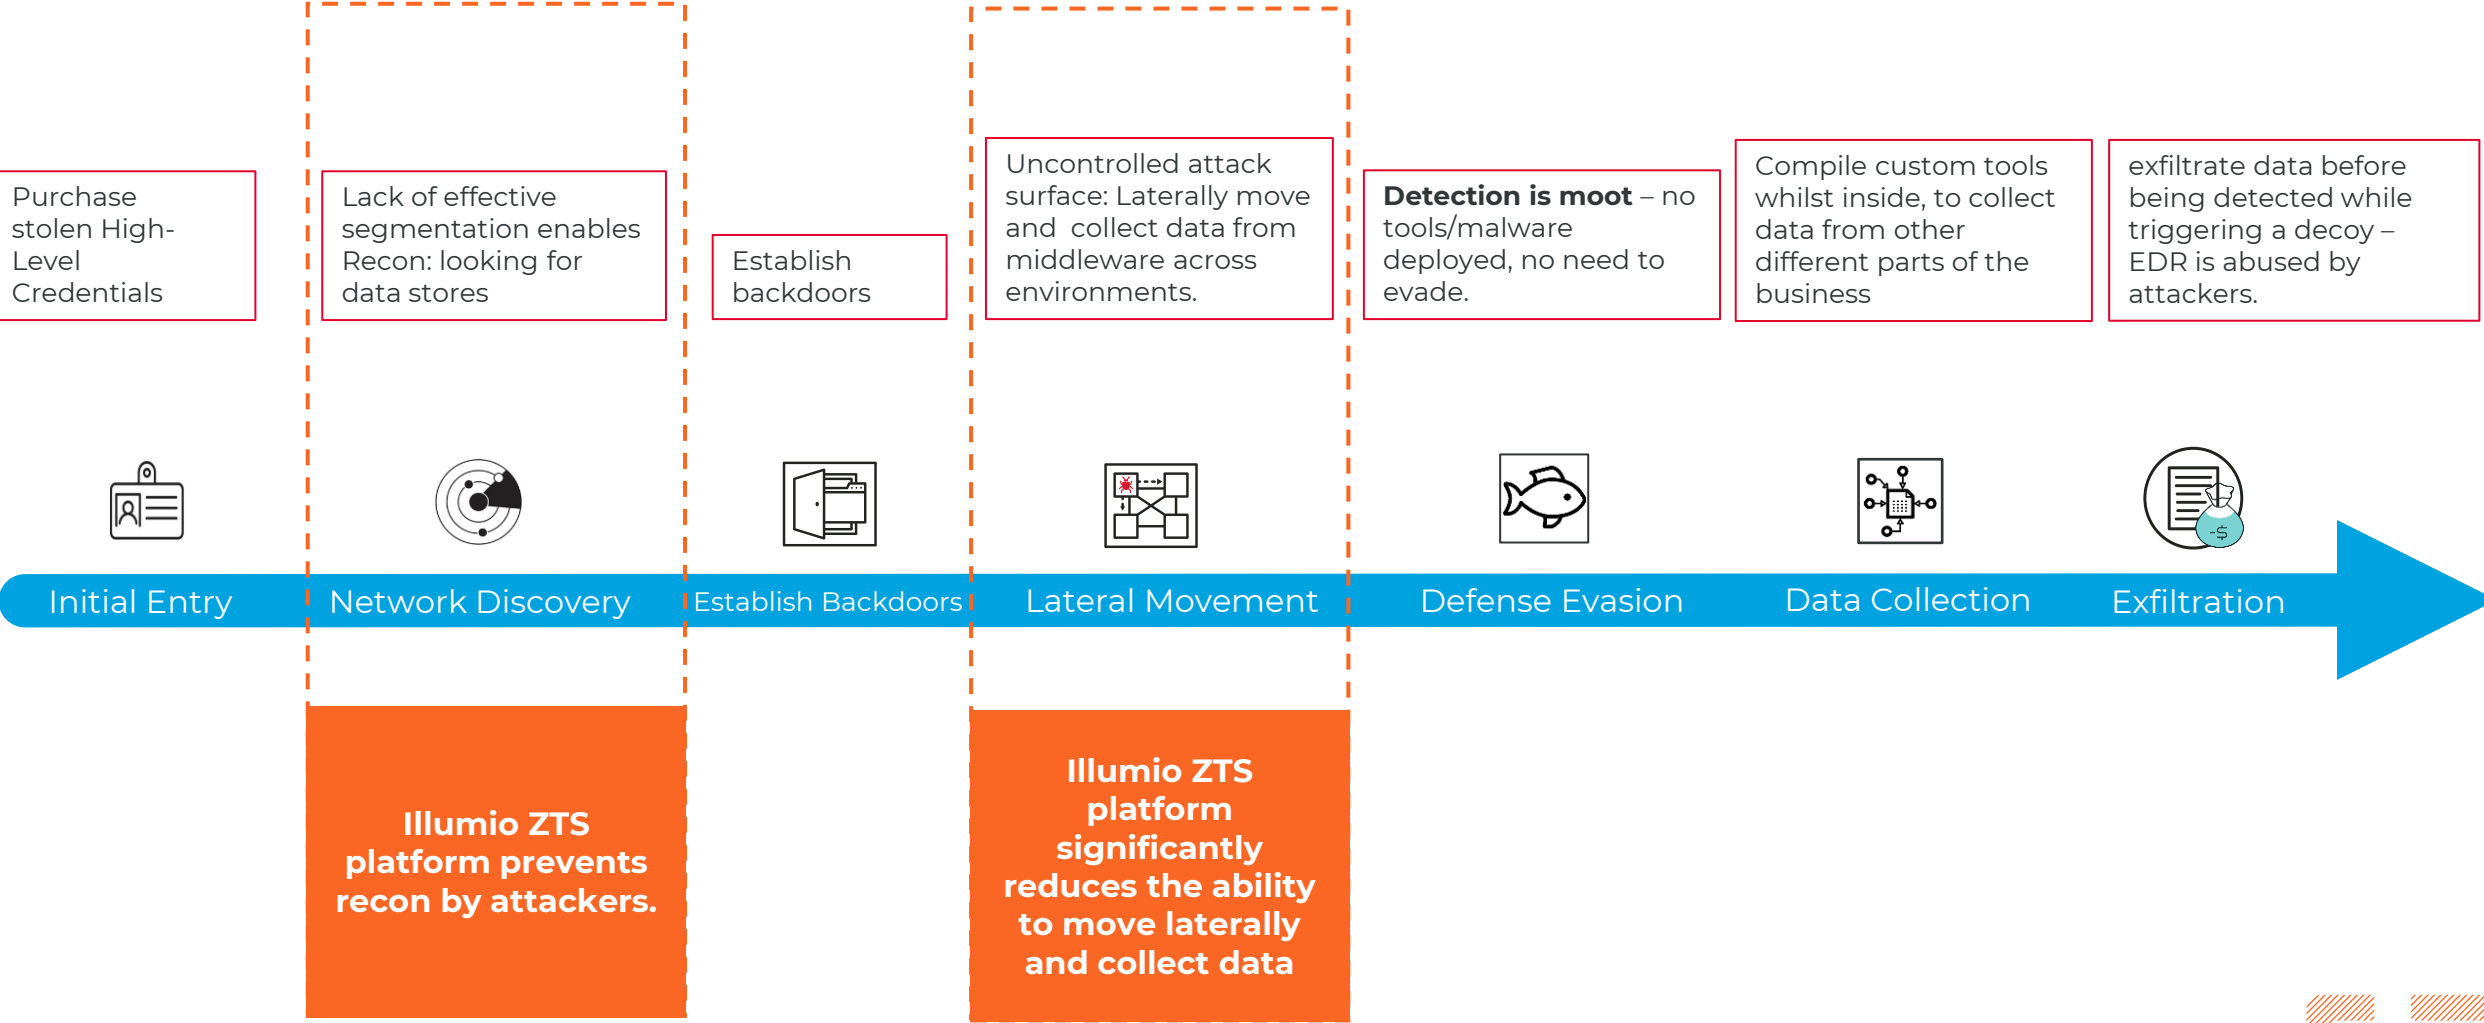 Purchase
stolen High-
Level
Credentials
Lack of effective
segmentation enables
Recon: looking for
data stores
Establish
backdoors
Uncontrolled attack
surface: Laterally move
and collect data from
middleware across
environments.
Detection is moot – no
tools/malware
deployed, no need to
evade.
Compile custom tools
whilst inside, to collect
data from other
different parts of the
business
exfiltrate data before
being detected while
triggering a decoy –
EDR is abused by
attackers.
-$
Initial Entry
Network Discovery
Establish Backdoors
Lateral Movement
Defense Evasion
Data Collection
Exfiltration
Illumio ZTS
platform prevents
recon by attackers.
Illumio ZTS
platform
significantly
reduces the ability
to move laterally
and collect data